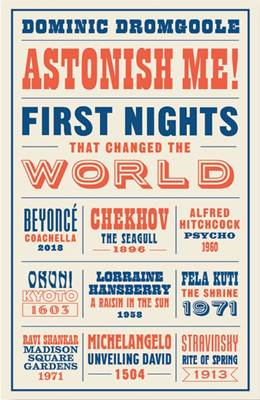 DOMINIC DROMGOOLE
ASTONISH ME!
FIRST NIGHTS
THAT CHANGED THE
WORLD
BEYONCÉ
COACHELLA
2018
CHEKHOV
THE SEAGULL
1896
ALFRED
HITCHCOCK
PSYCHO
1960
OKUNI
KYOTO
1603
LORRAINE
HANSBERRY
A RAISIN IN THE SUN
1958
FELA KUTI
THE SHRINE
1971
RAVI SHANKAR
MADISON
SQUARE
GARDENS
1971
MICHELANGELO
UNVEILING DAVID
1504
STRAVINSKY
RITE OF SPRING
1913